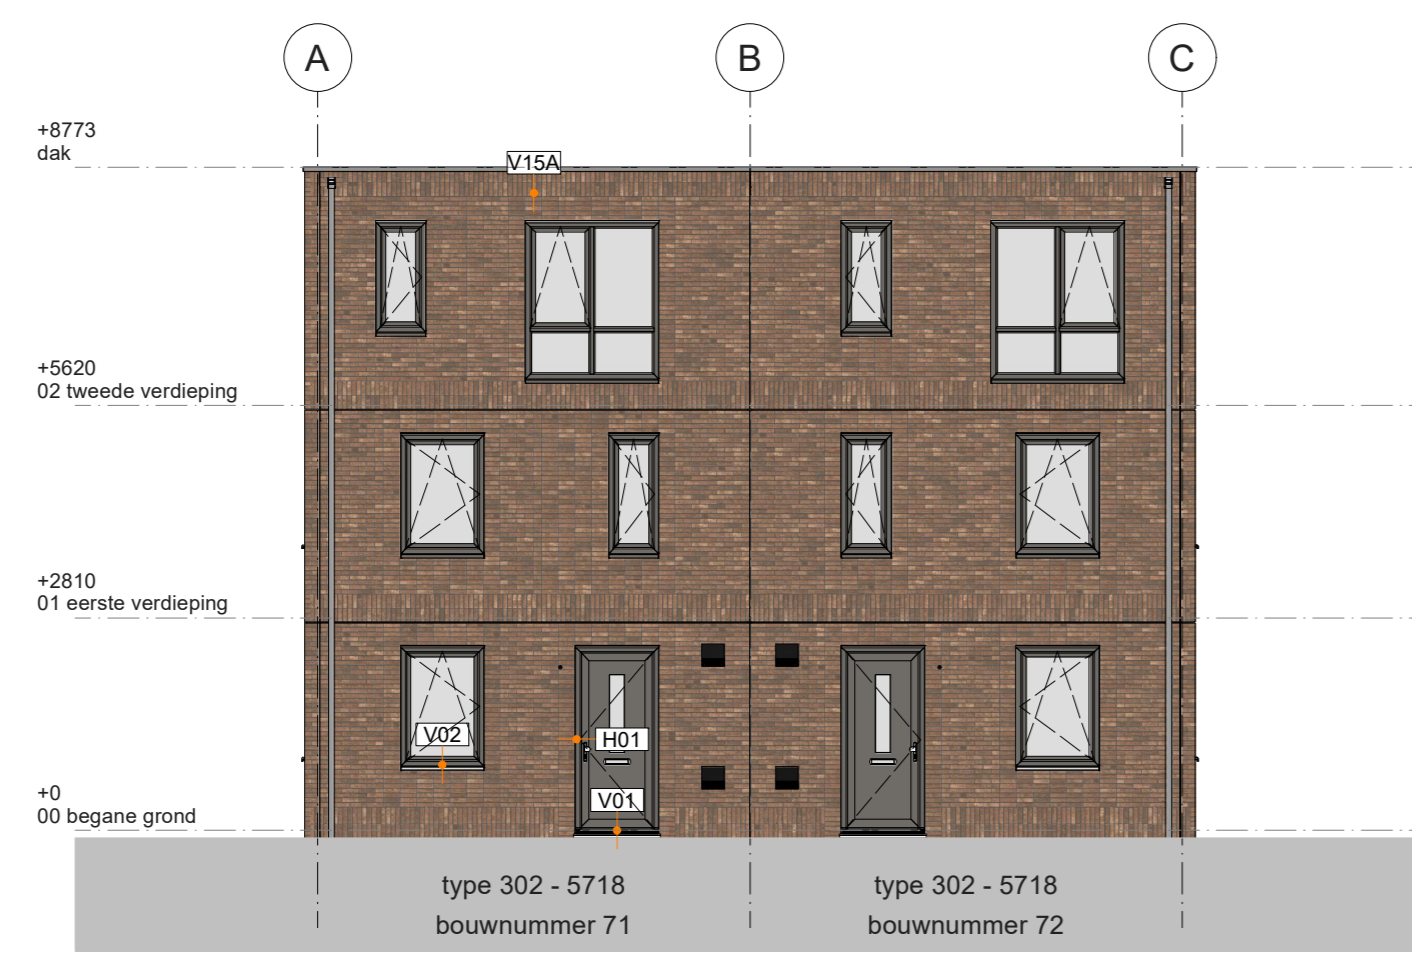 A
B
C
+8773
dak
V15A
+5620
02 tweede verdieping
+2810
01 eerste verdieping
V02
H01
V01
+0
00 begane grond
type 302 - 5718
bouwnummer 71
type 302 - 5718
bouwnummer 72